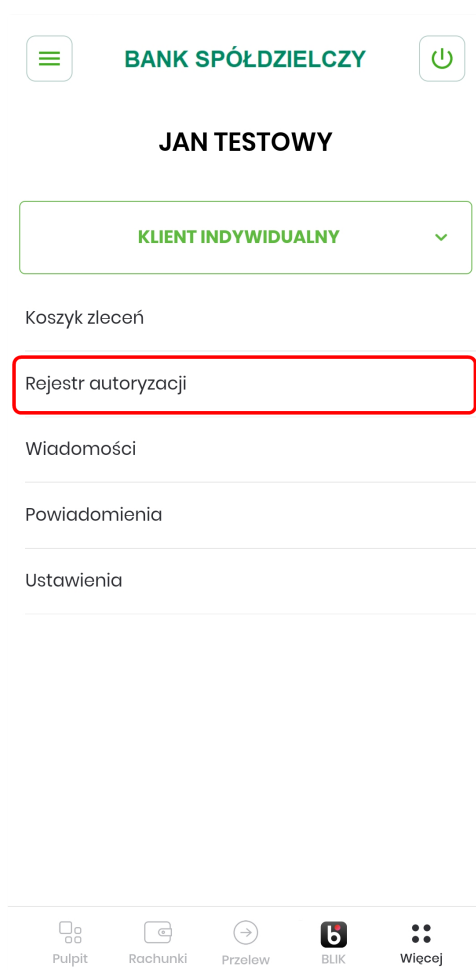 BANK SPÓŁDZIELCZY
JAN TESTOWY
KLIENT INDYWIDUALNY
Koszyk zleceń
Rejestr autoryzacji
Wiadomości
Powiadomienia
Ustawienia
Pulpit Rachunki Przelew BLIK Więcej